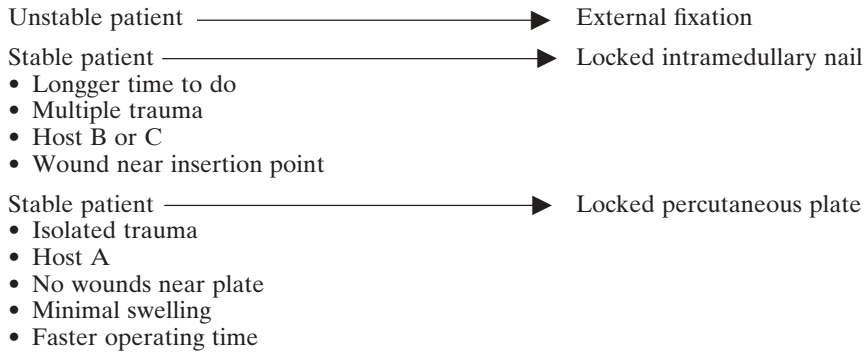 Unstable patient External fixation
Stable patient Locked intramedullary nail
• Longger time to do
• Multiple trauma
• Host B or C
• Wound near insertion point
Stable patient Locked percutaneous plate
• Isolated trauma
• Host A
• No wounds near plate
• Minimal swelling
• Faster operating time